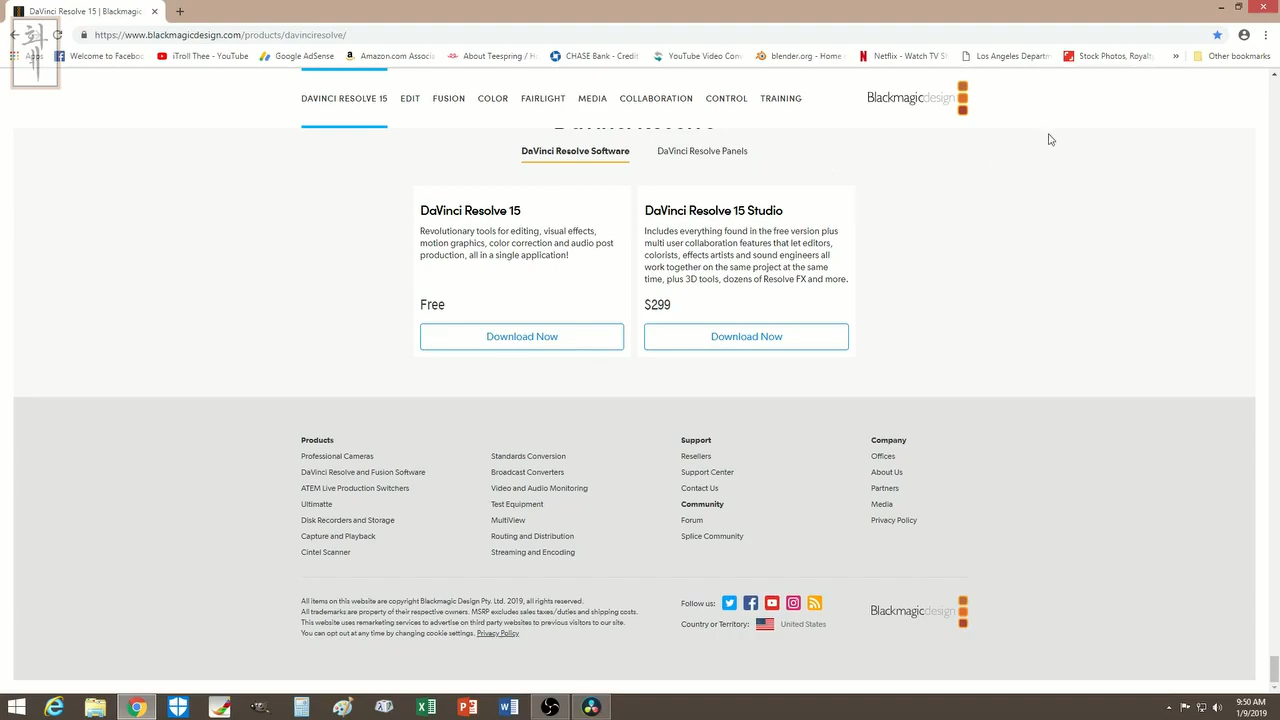 DaVinci Resolve 15 | Blackmagic
https://www.blackmagicdesign.com/products/davinciresolve/
Apps
Welcome to Faceboo
iTroll Thee - YouTube
Google AdSense
Amazon.com Associa
About Teespring / H
CHASE Bank - Credit
YouTube Video Conv
blender.org - Home
Netflix - Watch TV S
Los Angeles Departm
Stock Photos, Royalt
Other bookmarks
DAVINCI RESOLVE 15
EDIT
FUSION
COLOR
FAIRLIGHT
MEDIA
COLLABORATION
CONTROL
TRAINING
Blackmagicdesign
DaVinci Resolve Software
DaVinci Resolve Panels
DaVinci Resolve 15
Revolutionary tools for editing, visual effects,
motion graphics, color correction and audio post
production, all in a single application!
Free
Download Now
DaVinci Resolve 15 Studio
Includes everything found in the free version plus
multi user collaboration features that let editors,
colorists, effects artists and sound engineers all
work together on the same project at the same
time, plus 3D tools, dozens of Resolve FX and more.
$299
Download Now
Products
Professional Cameras
DaVinci Resolve and Fusion Software
ATEM Live Production Switchers
Ultimatte
Disk Recorders and Storage
Capture and Playback
Cintel Scanner
Standards Conversion
Broadcast Converters
Video and Audio Monitoring
Test Equipment
MultiView
Routing and Distribution
Streaming and Encoding
Support
Resellers
Support Center
Contact Us
Community
Forum
Splice Community
Company
Offices
About Us
Partners
Media
Privacy Policy
All items on this website are copyright Blackmagic Design Pty. Ltd. 2019, all rights reserved.
All trademarks are property of their respective owners. MSRP excludes sales taxes/duties and shipping costs.
This website uses remarketing services to advertise on third party websites to previous visitors to our site.
You can opt out at any time by changing cookie settings. Privacy Policy
Follow us:
Country or Territory:
United States
Blackmagicdesign
9:50 AM
1/9/2019